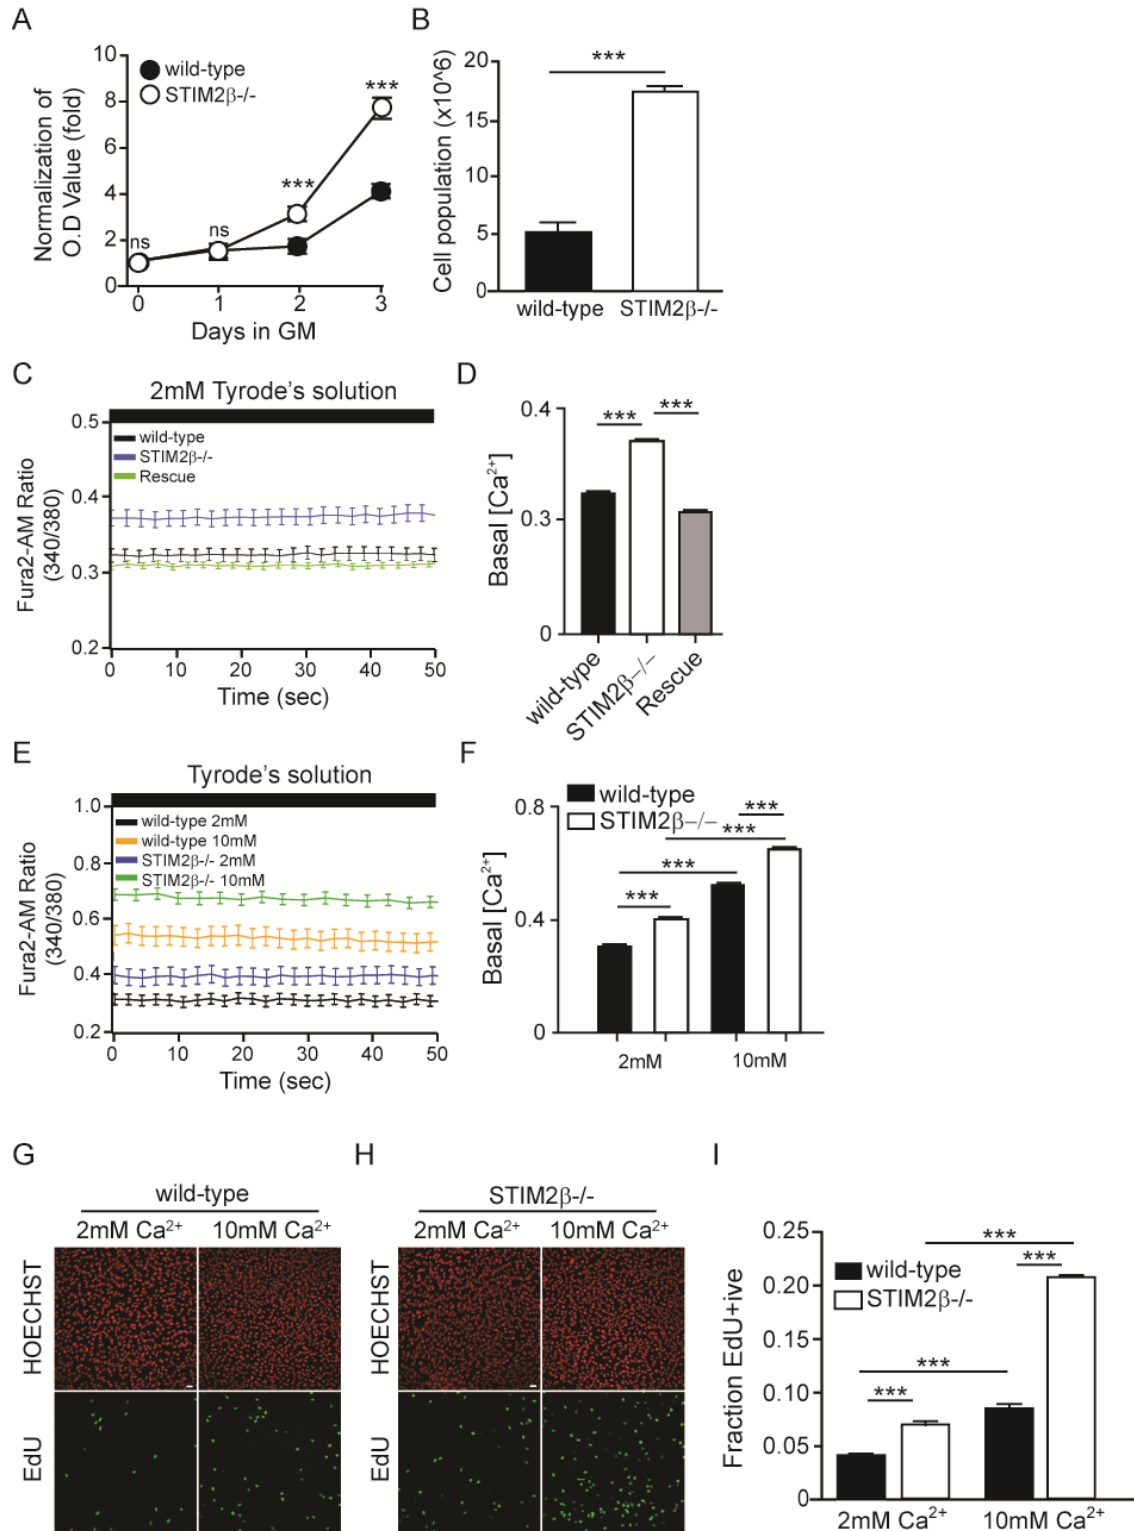 A
Normalization of
O.D Value (fold)
10
8
6
4
2
0
wild-type
STIM2β-/-
ns
ns
***
***
0 1 2 3
Days in GM
B
Cell population (x10^6)
20
15
10
5
0
***
wild-type STIM2β-/-
C
2mM Tyrode's solution
Fura2-AM Ratio
(340/380)
0.5
0.4
0.3
0.2
wild-type
STIM2β-/-
Rescue
0 10 20 30 40 50
Time (sec)
D
Basal [Ca²⁺]
0.4
0.3
0
*** ***
wild-type
STIM2β−/−
Rescue
E
Tyrode's solution
Fura2-AM Ratio
(340/380)
1.0
0.8
0.6
0.4
0.2
wild-type 2mM
wild-type 10mM
STIM2β-/- 2mM
STIM2β-/- 10mM
0 10 20 30 40 50
Time (sec)
F
Basal [Ca²⁺]
0.8
0.4
0
wild-type
STIM2β−/−
***
***
***
***
2mM 10mM
G
wild-type
2mM Ca²⁺ 10mM Ca²⁺
HOECHST
EdU
H
STIM2β-/-
2mM Ca²⁺ 10mM Ca²⁺
HOECHST
EdU
I
Fraction EdU+ive
0.25
0.20
0.15
0.10
0.05
0
wild-type
STIM2β-/-
***
***
***
***
2mM Ca²⁺ 10mM Ca²⁺